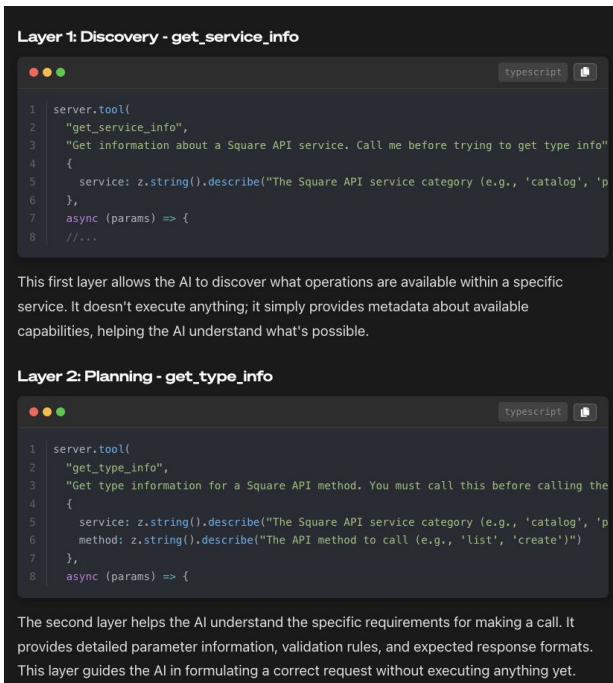 Layer 1: Discovery - get_service_info
typescript
1 server.tool(
2 "get_service_info",
3 "Get information about a Square API service. Call me before trying to get type info"
4 {
5 service: z.string().describe("The Square API service category (e.g., 'catalog', 'p
6 },
7 async (params) => {
8 //...
This first layer allows the AI to discover what operations are available within a specific
service. It doesn't execute anything; it simply provides metadata about available
capabilities, helping the AI understand what's possible.
Layer 2: Planning - get_type_info
typescript
1 server.tool(
2 "get_type_info",
3 "Get type information for a Square API method. You must call this before calling the
4 {
5 service: z.string().describe("The Square API service category (e.g., 'catalog', 'p
6 method: z.string().describe("The API method to call (e.g., 'list', 'create')")
7 },
8 async (params) => {
The second layer helps the AI understand the specific requirements for making a call. It
provides detailed parameter information, validation rules, and expected response formats.
This layer guides the AI in formulating a correct request without executing anything yet.